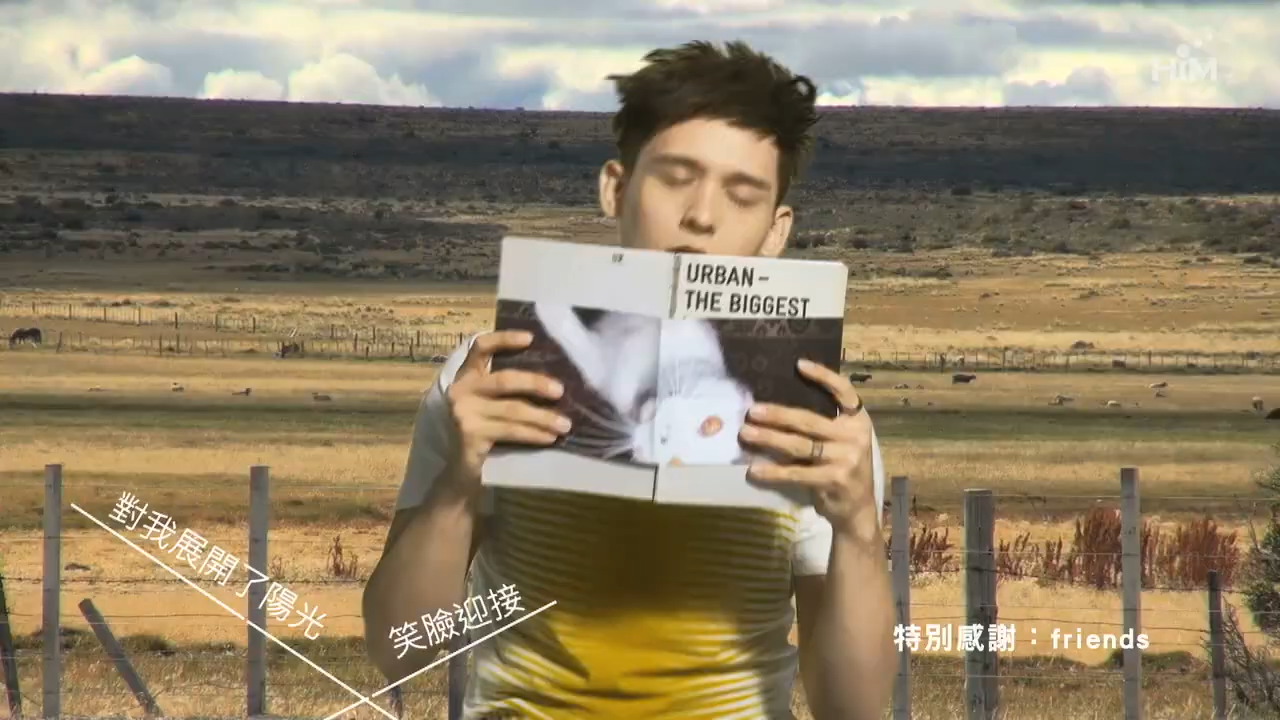 HIM
URBAN –
THE BIGGEST
對我展開了陽光
笑臉迎接
特別感謝：friends